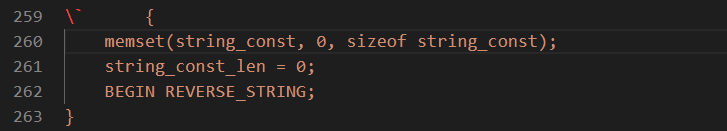 259 \`      {
260     memset(string_const, 0, sizeof string_const);
261     string_const_len = 0;
262     BEGIN REVERSE_STRING;
263 }